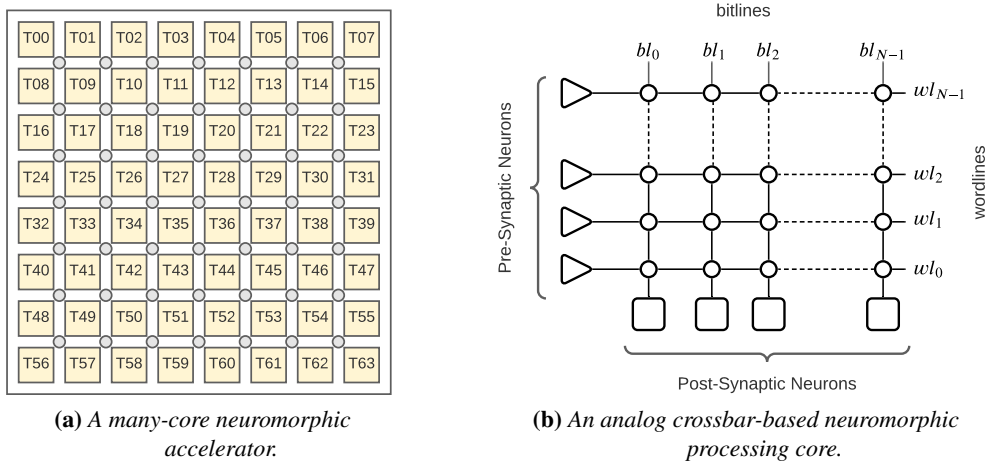 T00 T01 T02 T03 T04 T05 T06 T07
T08 T09 T10 T11 T12 T13 T14 T15
T16 T17 T18 T19 T20 T21 T22 T23
T24 T25 T26 T27 T28 T29 T30 T31
T32 T33 T34 T35 T36 T37 T38 T39
T40 T41 T42 T43 T44 T45 T46 T47
T48 T49 T50 T51 T52 T53 T54 T55
T56 T57 T58 T59 T60 T61 T62 T63
(a) A many-core neuromorphic
accelerator.
bitlines
bl0 bl1 bl2 blN−1
Pre-Synaptic Neurons
wlN−1
wl2
wl1
wl0
wordlines
Post-Synaptic Neurons
(b) An analog crossbar-based neuromorphic
processing core.